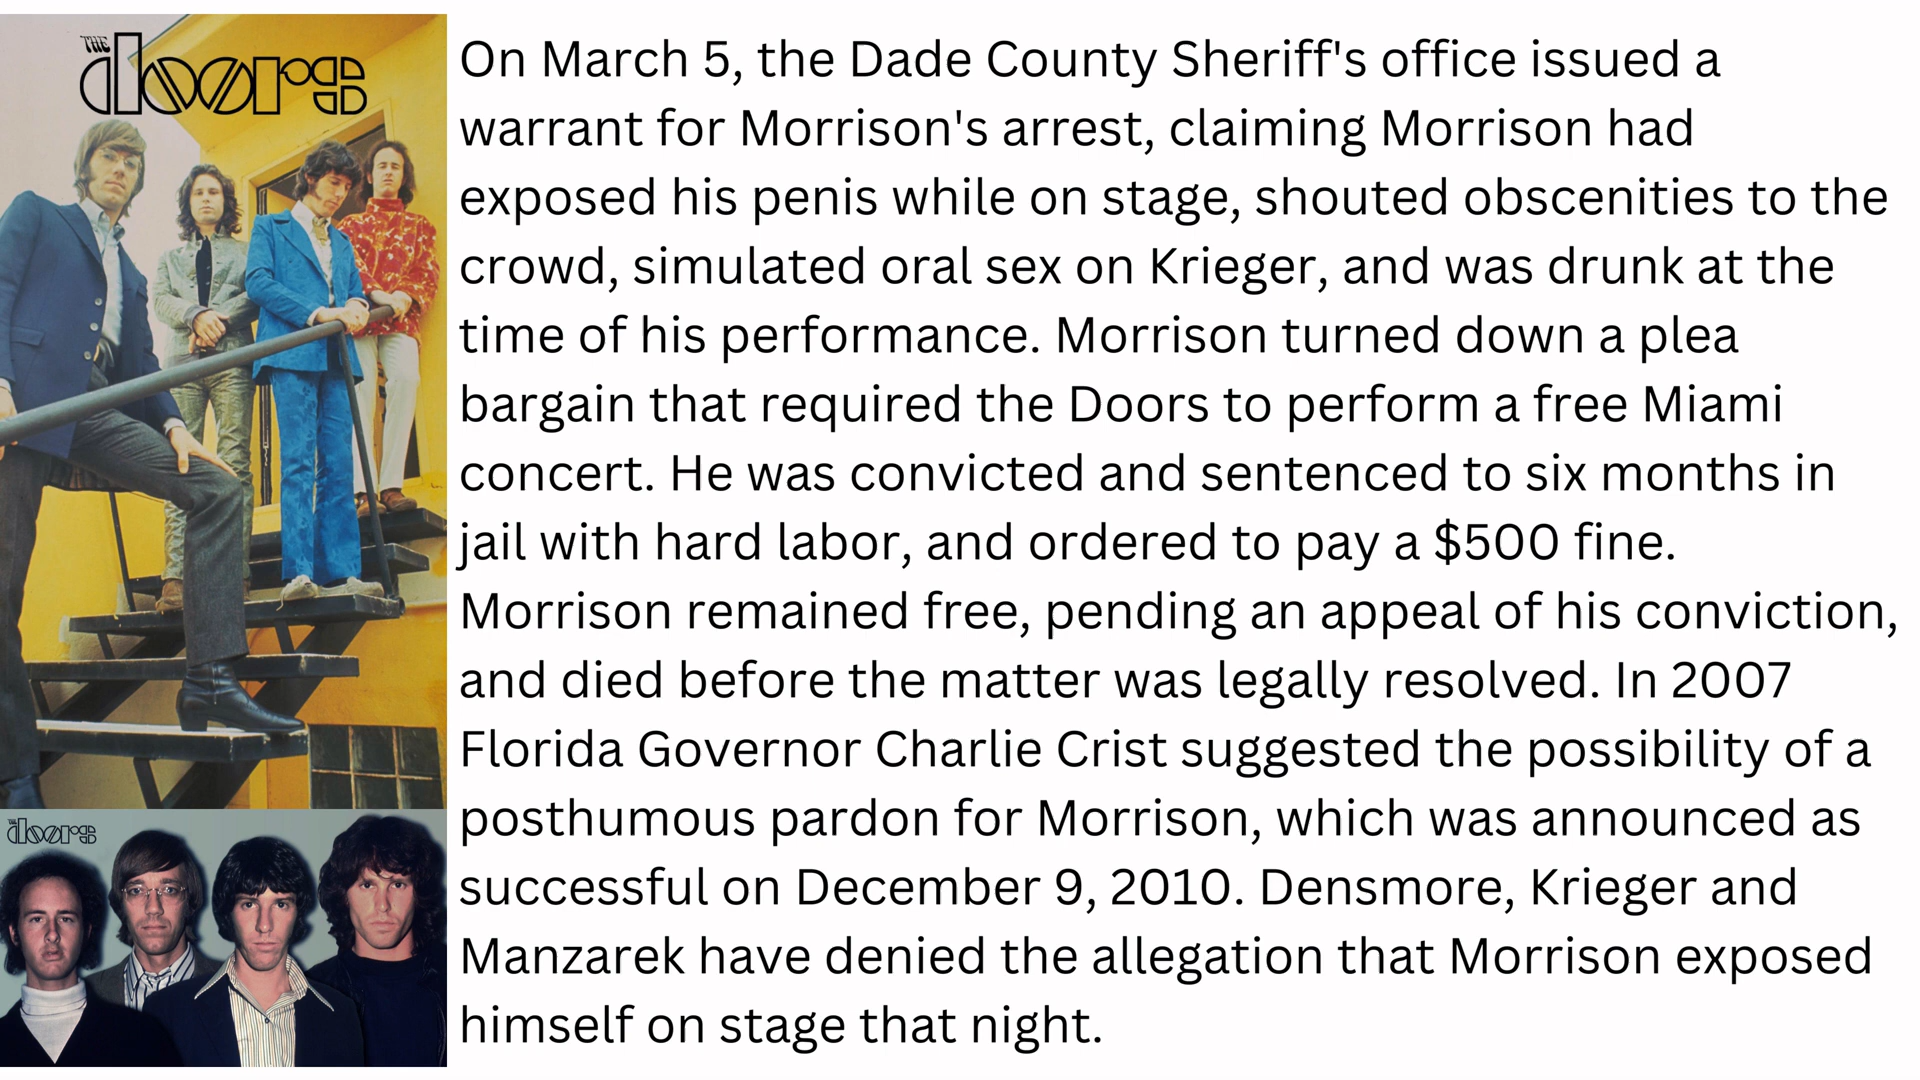 THE
doors
On March 5, the Dade County Sheriff's office issued a
warrant for Morrison's arrest, claiming Morrison had
exposed his penis while on stage, shouted obscenities to the
crowd, simulated oral sex on Krieger, and was drunk at the
time of his performance. Morrison turned down a plea
bargain that required the Doors to perform a free Miami
concert. He was convicted and sentenced to six months in
jail with hard labor, and ordered to pay a $500 fine.
Morrison remained free, pending an appeal of his conviction,
and died before the matter was legally resolved. In 2007
Florida Governor Charlie Crist suggested the possibility of a
posthumous pardon for Morrison, which was announced as
successful on December 9, 2010. Densmore, Krieger and
Manzarek have denied the allegation that Morrison exposed
himself on stage that night.
THE
doors